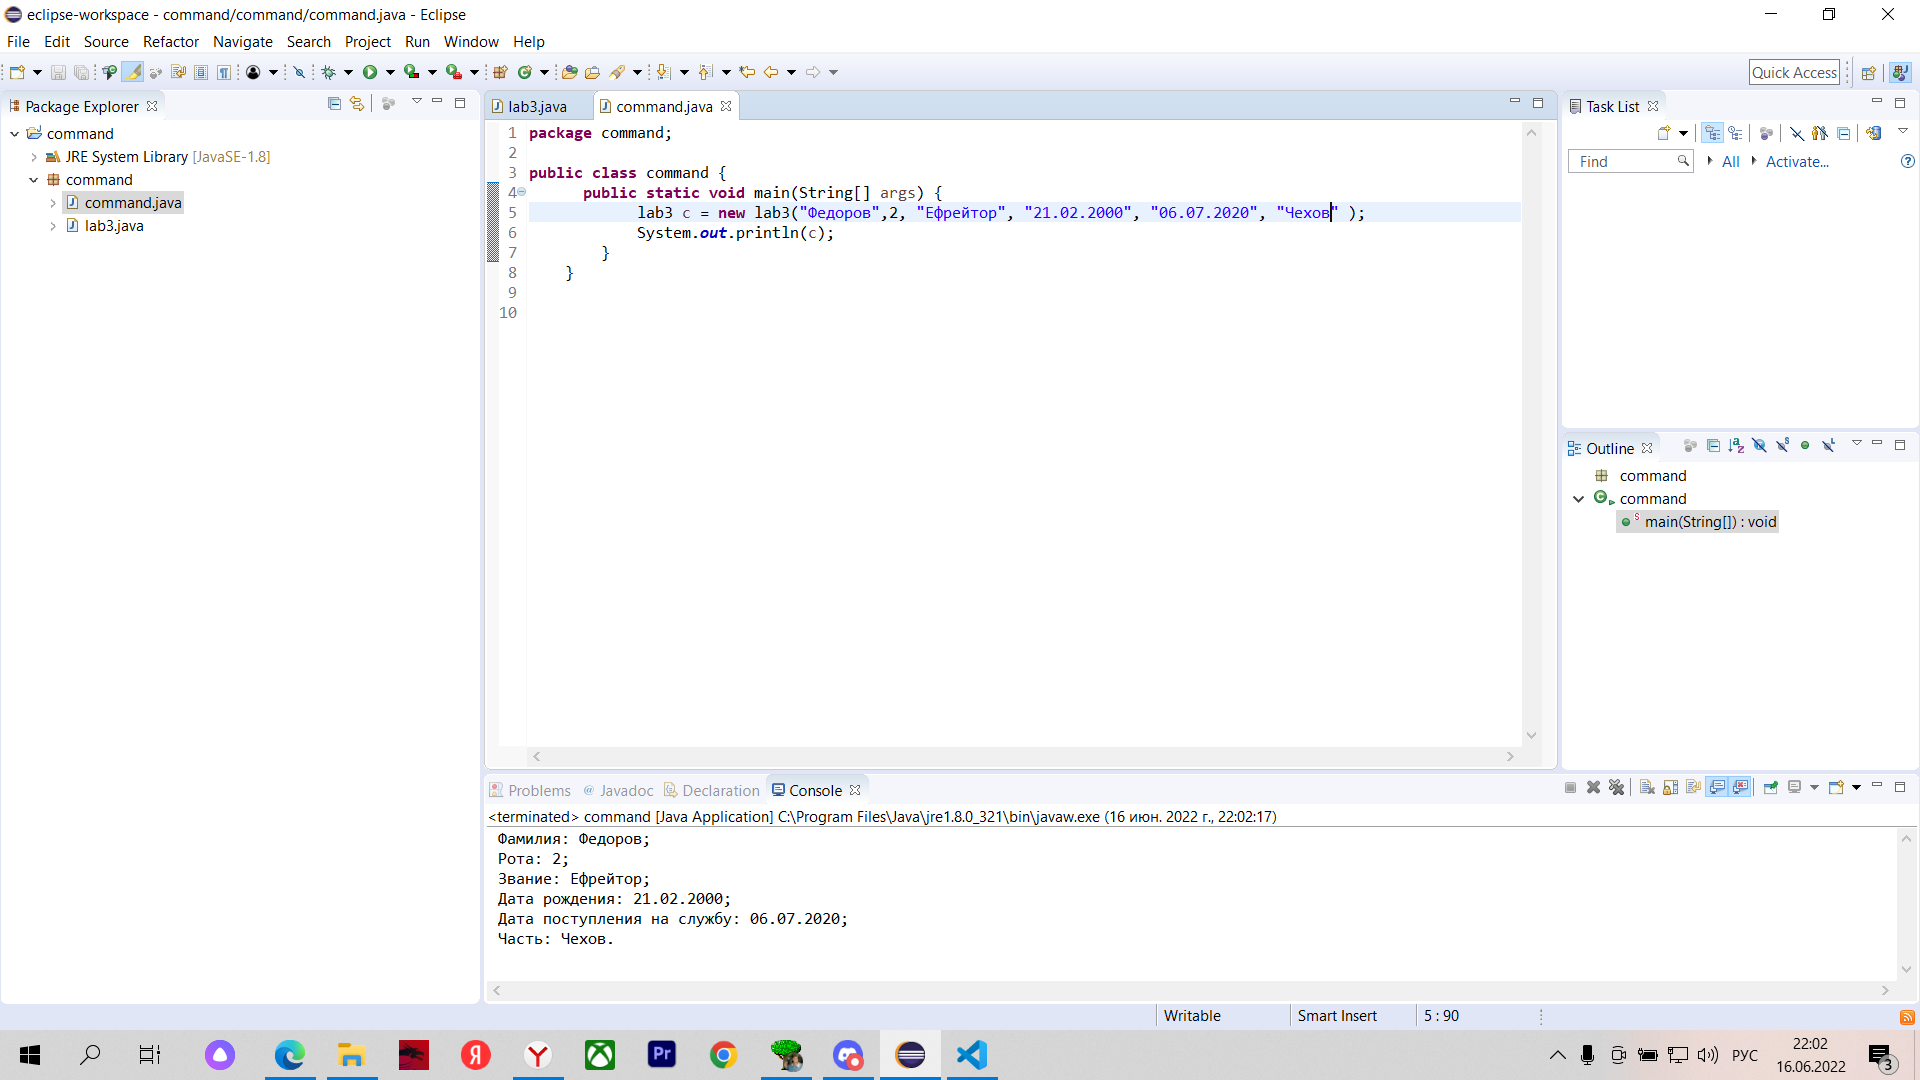 eclipse-workspace - command/command/command.java - Eclipse
File Edit Source Refactor Navigate Search Project Run Window Help
Quick Access
Package Explorer
command
JRE System Library [JavaSE-1.8]
command
command.java
lab3.java
lab3.java
command.java
1 package command;
2
3 public class command {
4 public static void main(String[] args) {
5 lab3 c = new lab3("Федоров",2, "Ефрейтор", "21.02.2000", "06.07.2020", "Чехов" );
6 System.out.println(c);
7 }
8 }
9
10
Task List
Find
All
Activate...
Outline
command
command
main(String[]) : void
Problems
@ Javadoc
Declaration
Console
<terminated> command [Java Application] C:\Program Files\Java\jre1.8.0_321\bin\javaw.exe (16 июн. 2022 г., 22:02:17)
Фамилия: Федоров;
Рота: 2;
Звание: Ефрейтор;
Дата рождения: 21.02.2000;
Дата поступления на службу: 06.07.2020;
Часть: Чехов.
Writable
Smart Insert
5 : 90
Я
Y
Pr
РУС
22:02
16.06.2022
3